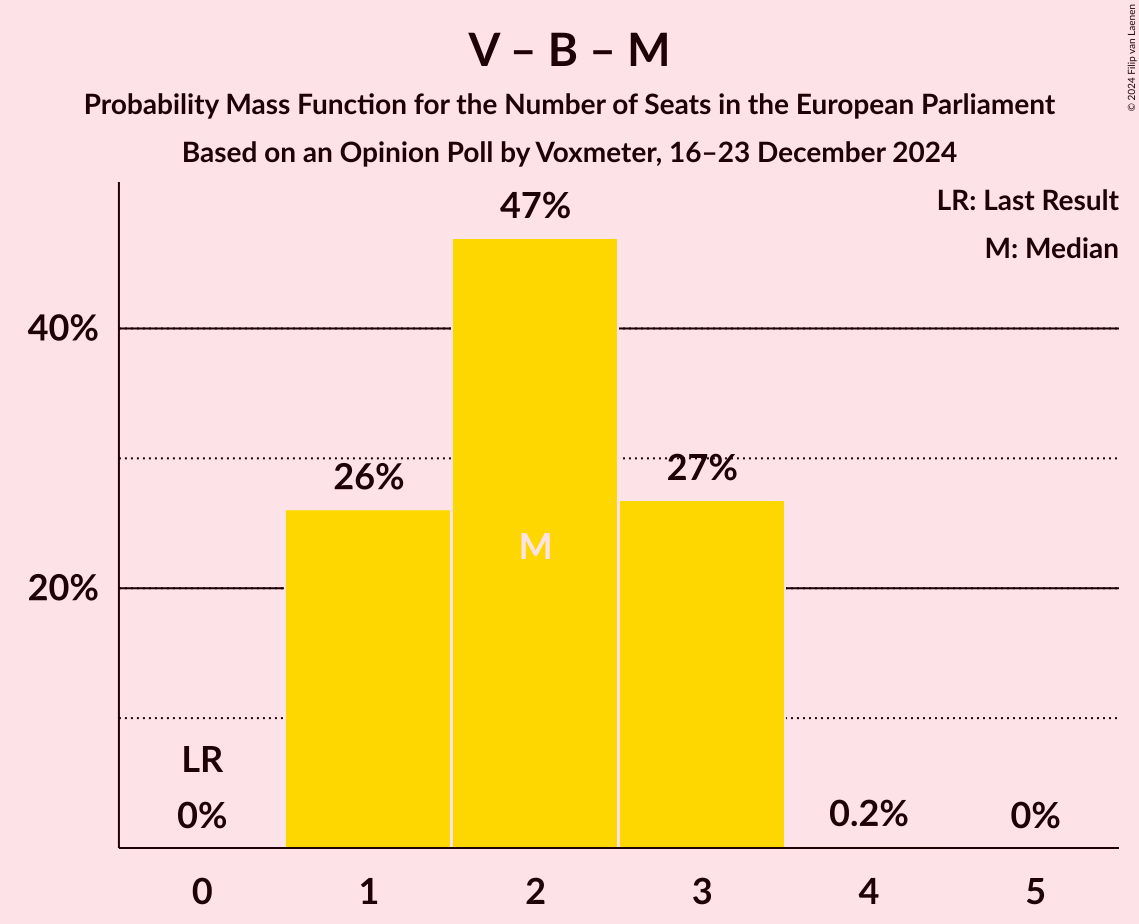 V – B – M
Probability Mass Function for the Number of Seats in the European Parliament
Based on an Opinion Poll by Voxmeter, 16–23 December 2024
© 2024 Filip van Laenen
LR: Last Result
M: Median
47%
40%
26%
27%
M
20%
LR
0%
0.2%
0%
0
1
2
3
4
5